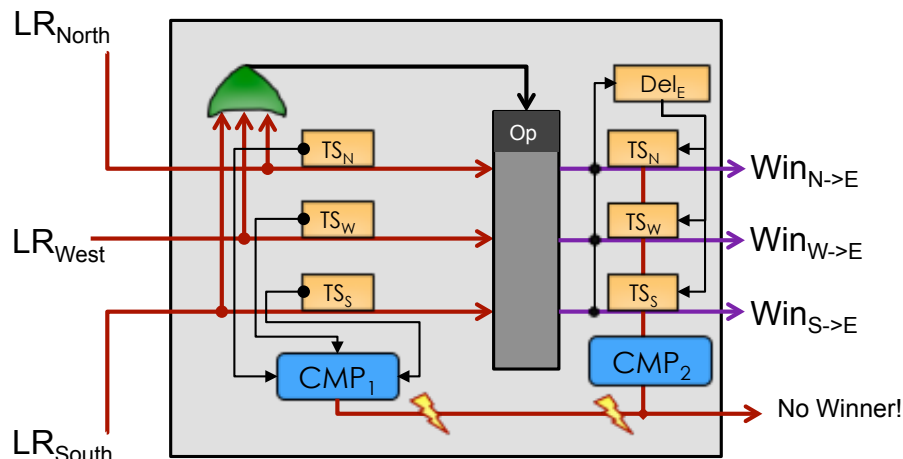 LR_North
Del_E
Op
TS_N
TS_N
Win_N->E
LR_West
TS_W
TS_W
Win_W->E
TS_S
TS_S
Win_S->E
CMP_1
CMP_2
No Winner!
LR_South